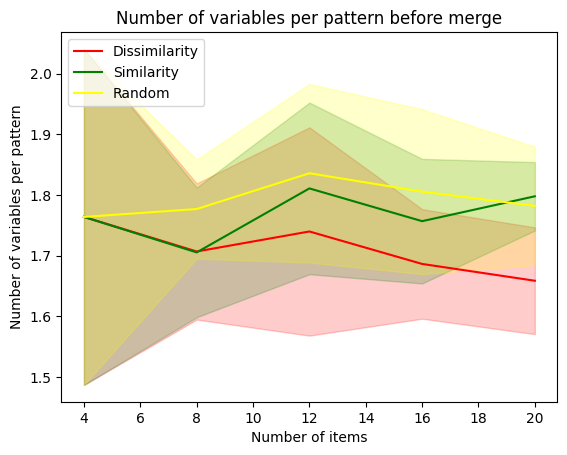 Number of variables per pattern before merge
Dissimilarity
Similarity
Random
Number of variables per pattern
2.0
1.9
1.8
1.7
1.6
1.5
4 6 8 10 12 14 16 18 20
Number of items